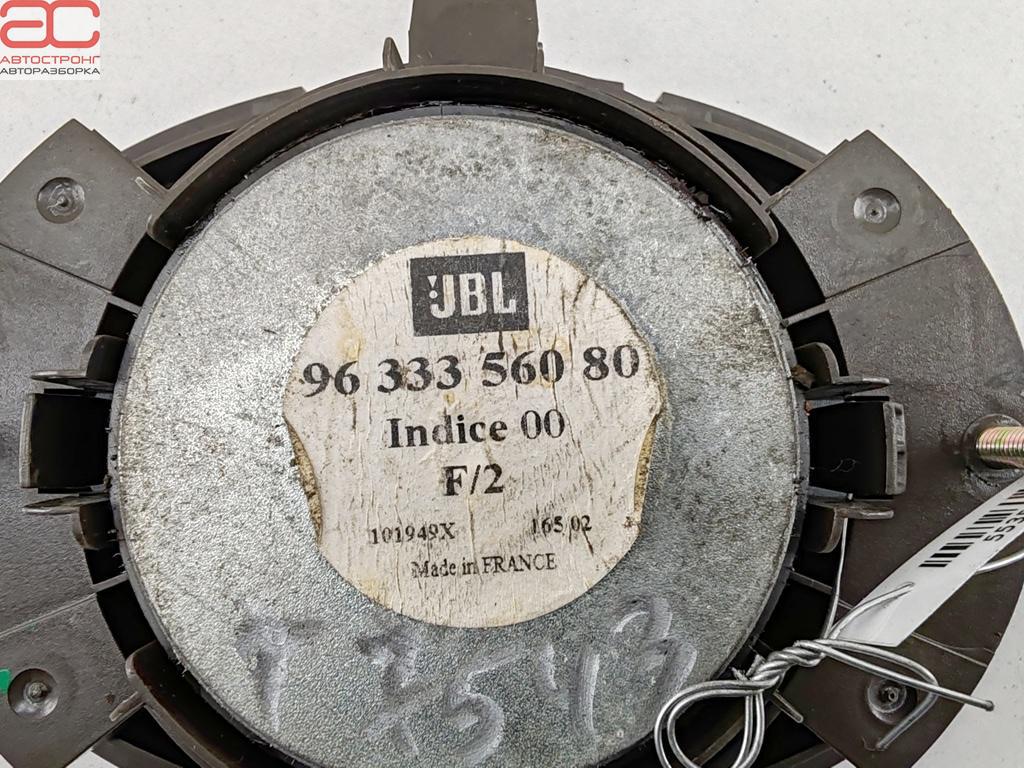 АС
АВТОСТРОНГ
АВТОРАЗБОРКА
JBL
96 333 560 80
Indice 00
F/2
101949X 165 02
Made in FRANCE